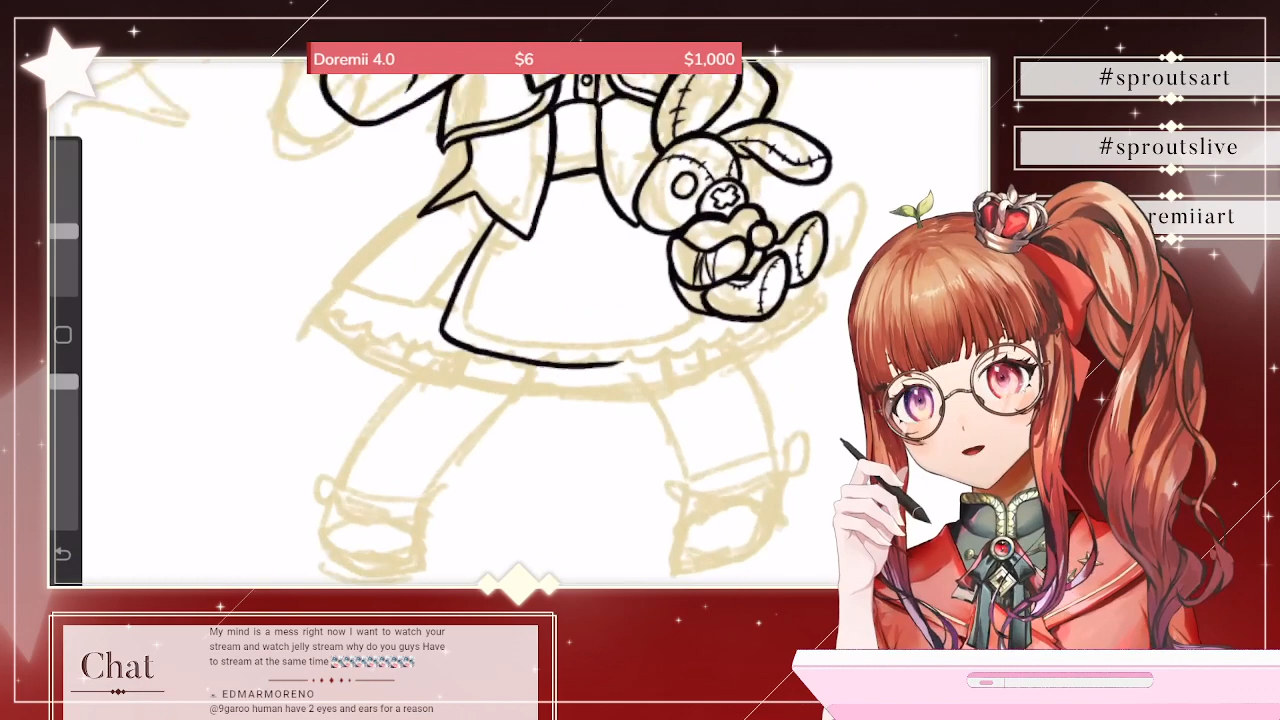 Doremii 4.0 $6 $1,000
#sproutsart
#sproutslive
remiiart
Chat
My mind is a mess right now I want to watch your
stream and watch jelly stream why do you guys Have
to stream at the same time
EDMARMORENO
@9garoo human have 2 eyes and ears for a reason